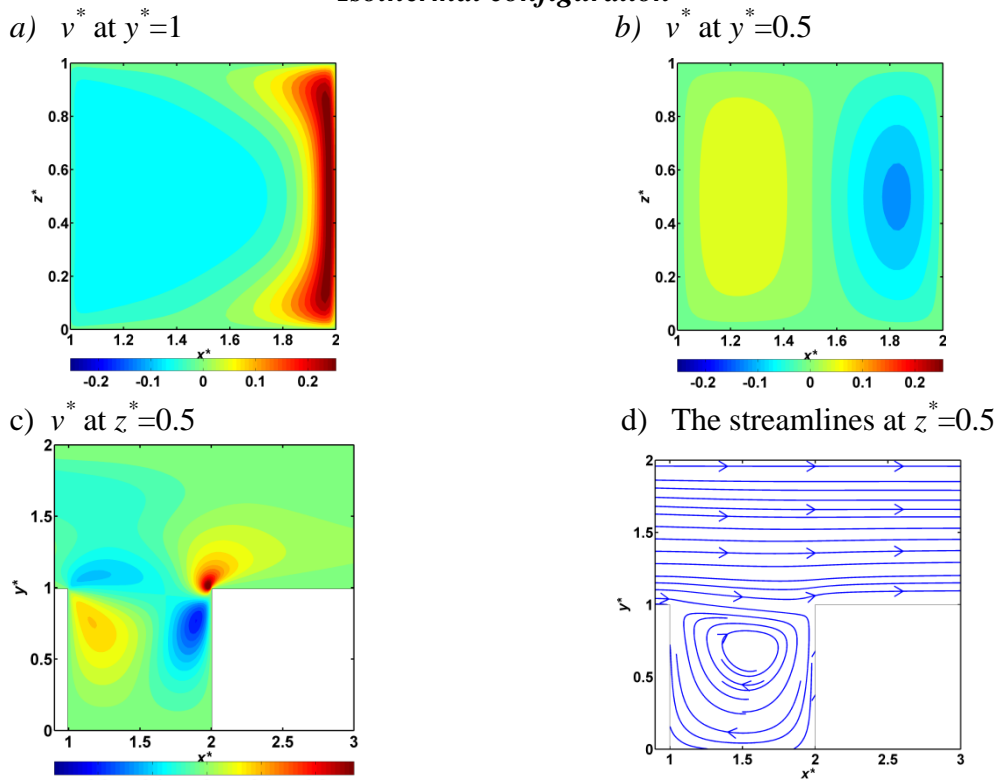 Isothermal configuration
a) v* at y*=1
b) v* at y*=0.5
1
0.8
0.6
0.4
0.2
0
z*
1 1.2 1.4 1.6 1.8 2
x*
-0.2 -0.1 0 0.1 0.2
1
0.8
0.6
0.4
0.2
0
z*
1 1.2 1.4 1.6 1.8 2
x*
-0.2 -0.1 0 0.1 0.2
c) v* at z*=0.5
d) The streamlines at z*=0.5
2
1.5
1
0.5
0
y*
1 1.5 2 2.5 3
x*
2
1.5
1
0.5
0
y*
1 1.5 2 2.5 3
x*